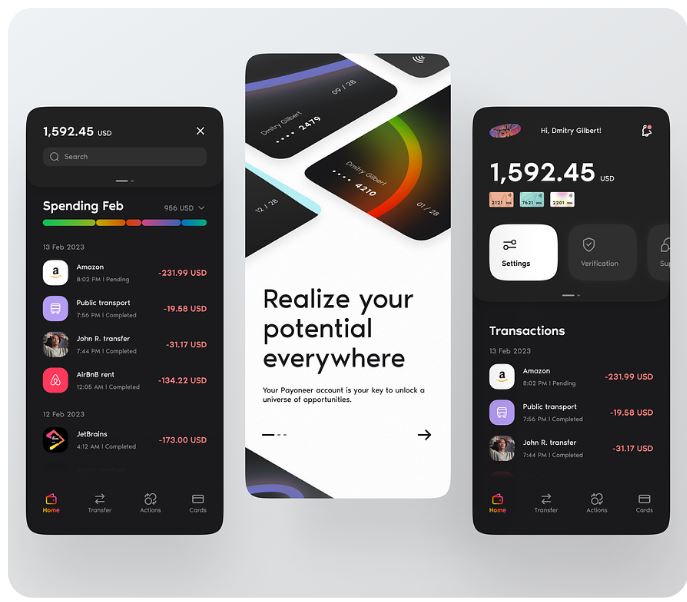 1,592.45 USD
Search
Spending Feb
956 USD
13 Feb 2023
Amazon
-231.99 USD
8:02 PM | Pending
Public transport
-19.58 USD
7:56 PM | Completed
John R. transfer
-31.17 USD
7:44 PM | Completed
AirBnB rent
-134.22 USD
12:05 AM | Completed
12 Feb 2023
JetBrains
-173.00 USD
4:12 AM | Completed
Home
Transfer
Actions
Cards
09 / 28
Dmitry Gilbert
•••• 2479
Dmitry Gilbert
•••• 4210
01 / 28
12 / 28
Realize your
potential
everywhere
Your Payoneer account is your key to unlock a
universe of opportunities.
Hi, Dmitry Gilbert!
1,592.45 USD
2121
7621
2201
Settings
Verification
Sup
Transactions
13 Feb 2023
Amazon
-231.99 USD
8:02 PM | Pending
Public transport
-19.58 USD
7:56 PM | Completed
John R. transfer
-31.17 USD
7:44 PM | Completed
Home
Transfer
Actions
Cards